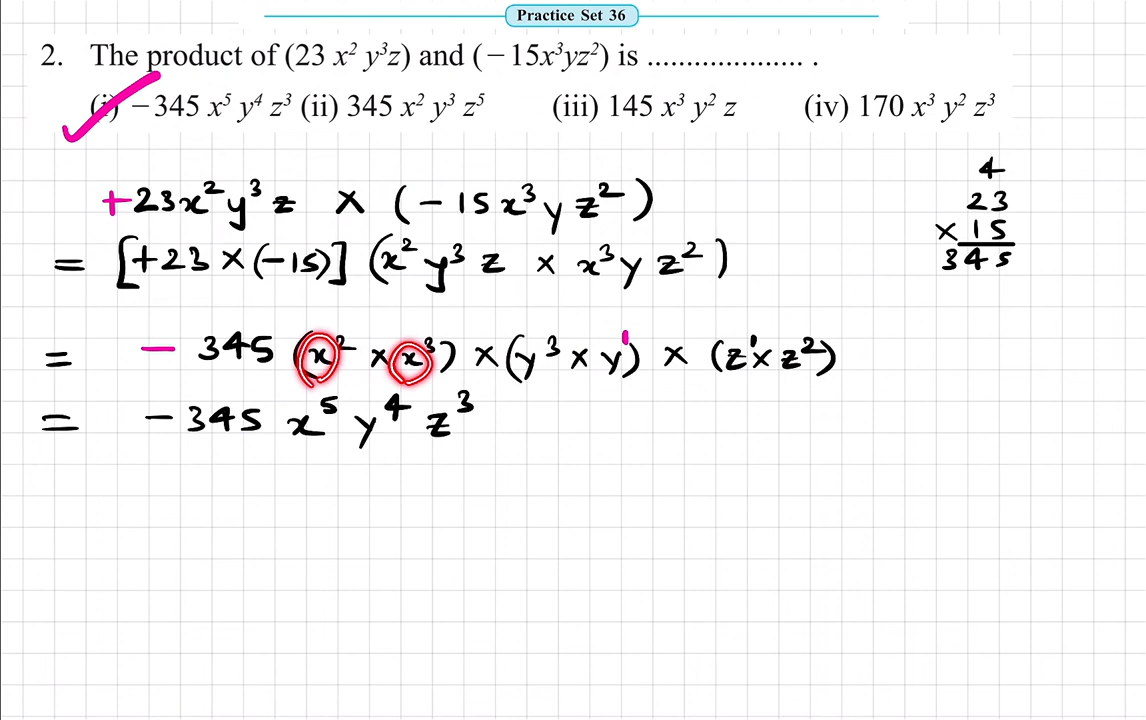 Practice Set 36
2. The product of (23 x² y³z) and (−15x³yz²) is .................... .
(i) −345 x⁵ y⁴ z³ (ii) 345 x² y³ z⁵ (iii) 145 x³ y² z (iv) 170 x³ y² z³
+23x²y³z × (−15x³yz²)
= [+23 × (−15)] (x²y³z × x³yz²)
= − 345 (x² × x³) × (y³ × y¹) × (z¹ × z²)
= −345 x⁵ y⁴ z³
4
23
×15
345